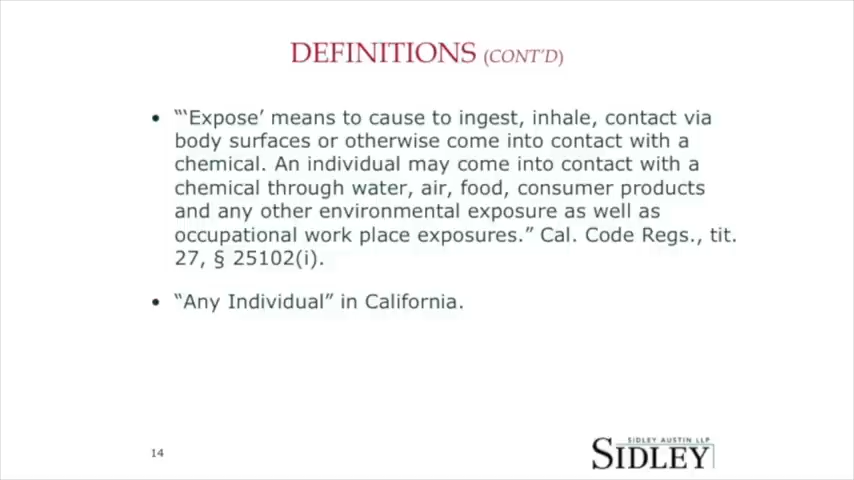 DEFINITIONS (CONT'D)
• “‘Expose’ means to cause to ingest, inhale, contact via
body surfaces or otherwise come into contact with a
chemical. An individual may come into contact with a
chemical through water, air, food, consumer products
and any other environmental exposure as well as
occupational work place exposures.” Cal. Code Regs., tit.
27, § 25102(i).
• “Any Individual” in California.
14
SIDLEY AUSTIN LLP
SIDLEY